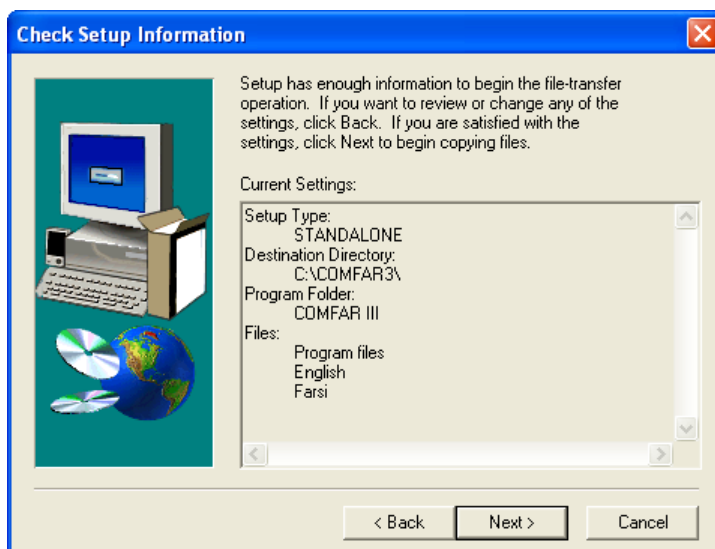 Check Setup Information
Setup has enough information to begin the file-transfer
operation. If you want to review or change any of the
settings, click Back. If you are satisfied with the
settings, click Next to begin copying files.
Current Settings:
Setup Type:
STANDALONE
Destination Directory:
C:\COMFAR3\
Program Folder:
COMFAR III
Files:
Program files
English
Farsi
< Back
Next >
Cancel